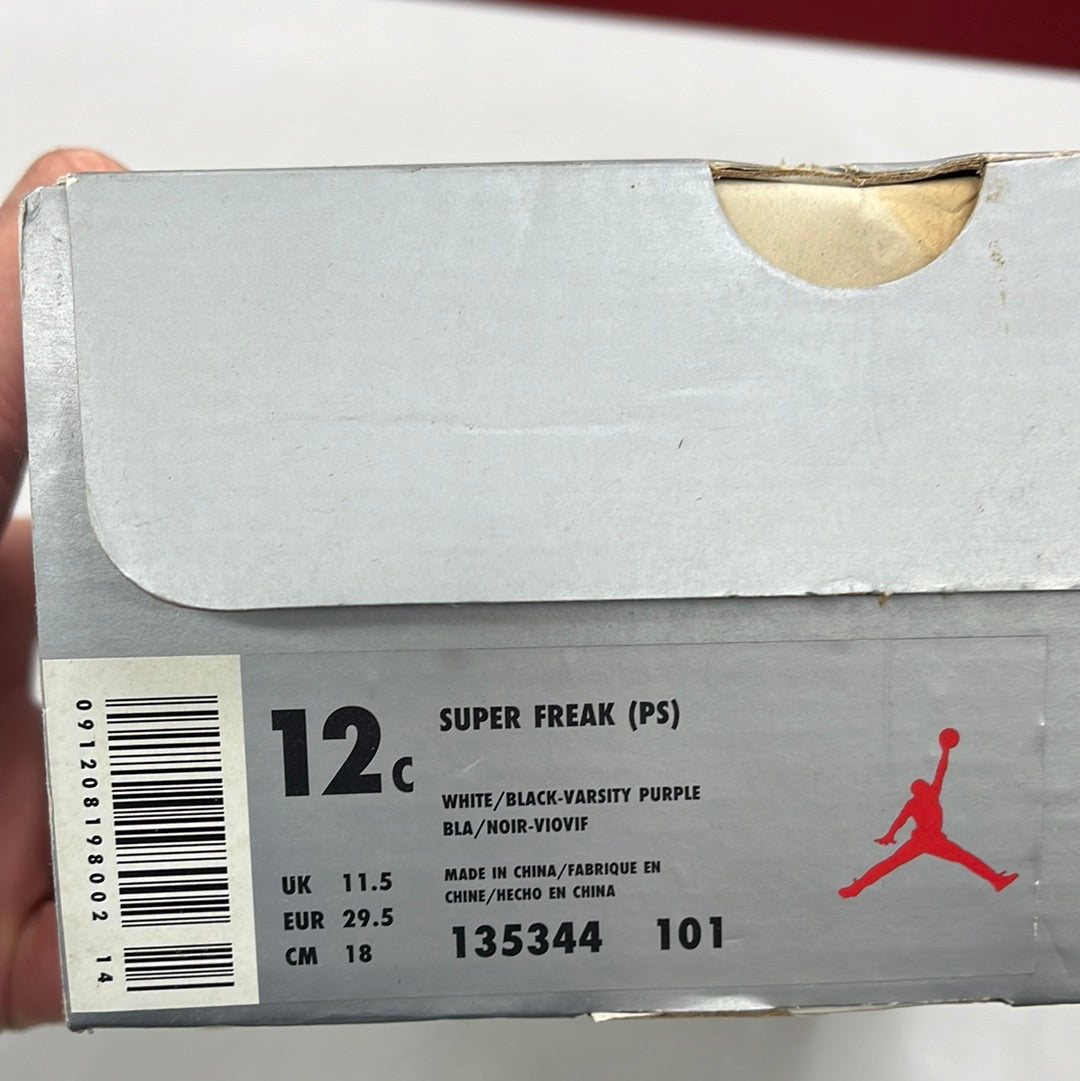 091208198002 14
12c
SUPER FREAK (PS)
WHITE/BLACK-VARSITY PURPLE
BLA/NOIR-VIOVIF
UK 11.5
EUR 29.5
CM 18
MADE IN CHINA/FABRIQUE EN
CHINE/HECHO EN CHINA
135344 101